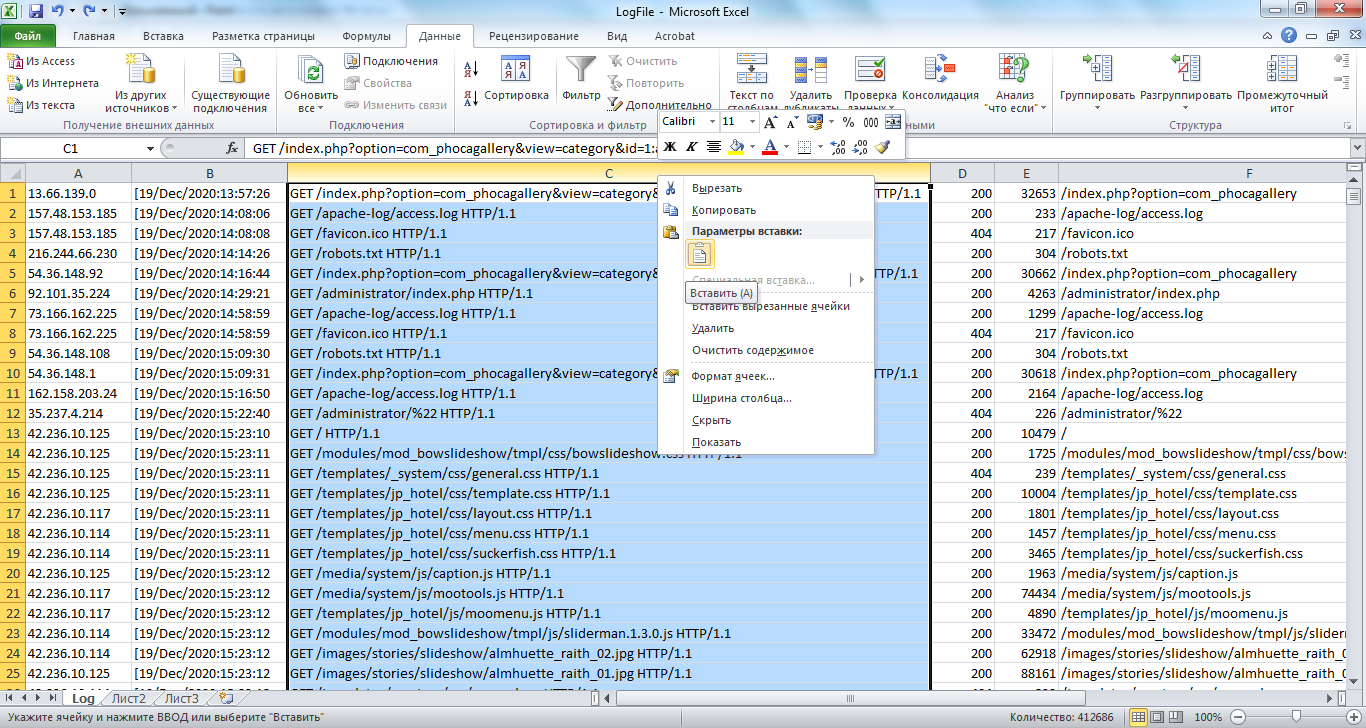 LogFile - Microsoft Excel
Файл Главная Вставка Разметка страницы Формулы Данные Рецензирование Вид Acrobat
Из Access
Из Интернета
Из текста
Из других источников
Существующие подключения
Получение внешних данных
Обновить все
Подключения
Свойства
Изменить связи
Подключения
Сортировка
Фильтр
Очистить
Повторить
Дополнительно
Сортировка и фильтр
Текст по столбцам
Удалить дубликаты
Проверка данных
Консолидация
Анализ "что если"
Группировать
Разгруппировать
Промежуточный итог
Структура
Calibri 11 % 000
Ж К А
C1 fx GET /index.php?option=com_phocagallery&view=category&id=1:
A B C D E F
1 13.66.139.0 [19/Dec/2020:13:57:26 GET /index.php?option=com_phocagallery&view=category& TTP/1.1 200 32653 /index.php?option=com_phocagallery
2 157.48.153.185 [19/Dec/2020:14:08:06 GET /apache-log/access.log HTTP/1.1 200 233 /apache-log/access.log
3 157.48.153.185 [19/Dec/2020:14:08:08 GET /favicon.ico HTTP/1.1 404 217 /favicon.ico
4 216.244.66.230 [19/Dec/2020:14:14:26 GET /robots.txt HTTP/1.1 200 304 /robots.txt
5 54.36.148.92 [19/Dec/2020:14:16:44 GET /index.php?option=com_phocagallery&view=category& TTP/1.1 200 30662 /index.php?option=com_phocagallery
6 92.101.35.224 [19/Dec/2020:14:29:21 GET /administrator/index.php HTTP/1.1 200 4263 /administrator/index.php
7 73.166.162.225 [19/Dec/2020:14:58:59 GET /apache-log/access.log HTTP/1.1 200 1299 /apache-log/access.log
8 73.166.162.225 [19/Dec/2020:14:58:59 GET /favicon.ico HTTP/1.1 404 217 /favicon.ico
9 54.36.148.108 [19/Dec/2020:15:09:30 GET /robots.txt HTTP/1.1 200 304 /robots.txt
10 54.36.148.1 [19/Dec/2020:15:09:31 GET /index.php?option=com_phocagallery&view=category& TTP/1.1 200 30618 /index.php?option=com_phocagallery
11 162.158.203.24 [19/Dec/2020:15:16:50 GET /apache-log/access.log HTTP/1.1 200 2164 /apache-log/access.log
12 35.237.4.214 [19/Dec/2020:15:22:40 GET /administrator/%22 HTTP/1.1 404 226 /administrator/%22
13 42.236.10.125 [19/Dec/2020:15:23:10 GET / HTTP/1.1 200 10479 /
14 42.236.10.125 [19/Dec/2020:15:23:11 GET /modules/mod_bowslideshow/tmpl/css/bowslideshow.css HTTP/1.1 200 1725 /modules/mod_bowslideshow/tmpl/css/bows
15 42.236.10.125 [19/Dec/2020:15:23:11 GET /templates/_system/css/general.css HTTP/1.1 404 239 /templates/_system/css/general.css
16 42.236.10.125 [19/Dec/2020:15:23:11 GET /templates/jp_hotel/css/template.css HTTP/1.1 200 10004 /templates/jp_hotel/css/template.css
17 42.236.10.125 [19/Dec/2020:15:23:11 GET /templates/jp_hotel/css/layout.css HTTP/1.1 200 1801 /templates/jp_hotel/css/layout.css
18 42.236.10.114 [19/Dec/2020:15:23:11 GET /templates/jp_hotel/css/menu.css HTTP/1.1 200 1457 /templates/jp_hotel/css/menu.css
19 42.236.10.114 [19/Dec/2020:15:23:11 GET /templates/jp_hotel/css/suckerfish.css HTTP/1.1 200 3465 /templates/jp_hotel/css/suckerfish.css
20 42.236.10.125 [19/Dec/2020:15:23:12 GET /media/system/js/caption.js HTTP/1.1 200 1963 /media/system/js/caption.js
21 42.236.10.117 [19/Dec/2020:15:23:12 GET /media/system/js/mootools.js HTTP/1.1 200 74434 /media/system/js/mootools.js
22 42.236.10.117 [19/Dec/2020:15:23:12 GET /templates/jp_hotel/js/moomenu.js HTTP/1.1 200 4890 /templates/jp_hotel/js/moomenu.js
23 42.236.10.114 [19/Dec/2020:15:23:12 GET /modules/mod_bowslideshow/tmpl/js/sliderman.1.3.0.js HTTP/1.1 200 33472 /modules/mod_bowslideshow/tmpl/js/slider
24 42.236.10.114 [19/Dec/2020:15:23:12 GET /images/stories/slideshow/almhuette_raith_02.jpg HTTP/1.1 200 62918 /images/stories/slideshow/almhuette_raith_0
25 42.236.10.125 [19/Dec/2020:15:23:12 GET /images/stories/slideshow/almhuette_raith_01.jpg HTTP/1.1 200 88161 /images/stories/slideshow/almhuette_raith_
Вырезать
Копировать
Параметры вставки:
Специальная вставка...
Вставить (A)
Вставить вырезанные ячейки
Удалить
Очистить содержимое
Формат ячеек...
Ширина столбца...
Скрыть
Показать
Log Лист2 Лист3
Укажите ячейку и нажмите ВВОД или выберите "Вставить" Количество: 412686 100%